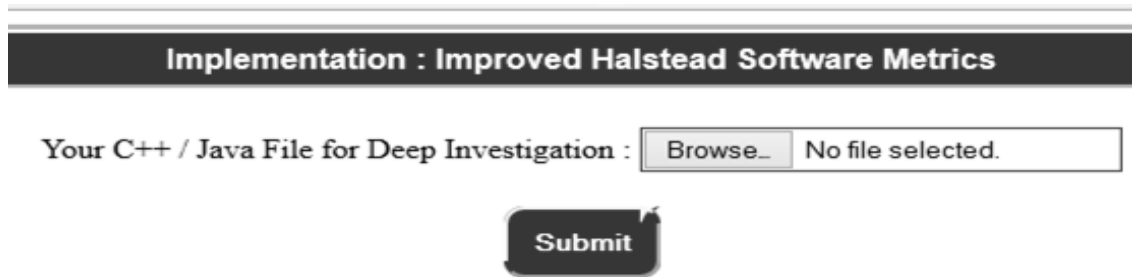 Implementation : Improved Halstead Software Metrics
Your C++ / Java File for Deep Investigation : Browse… No file selected.
Submit